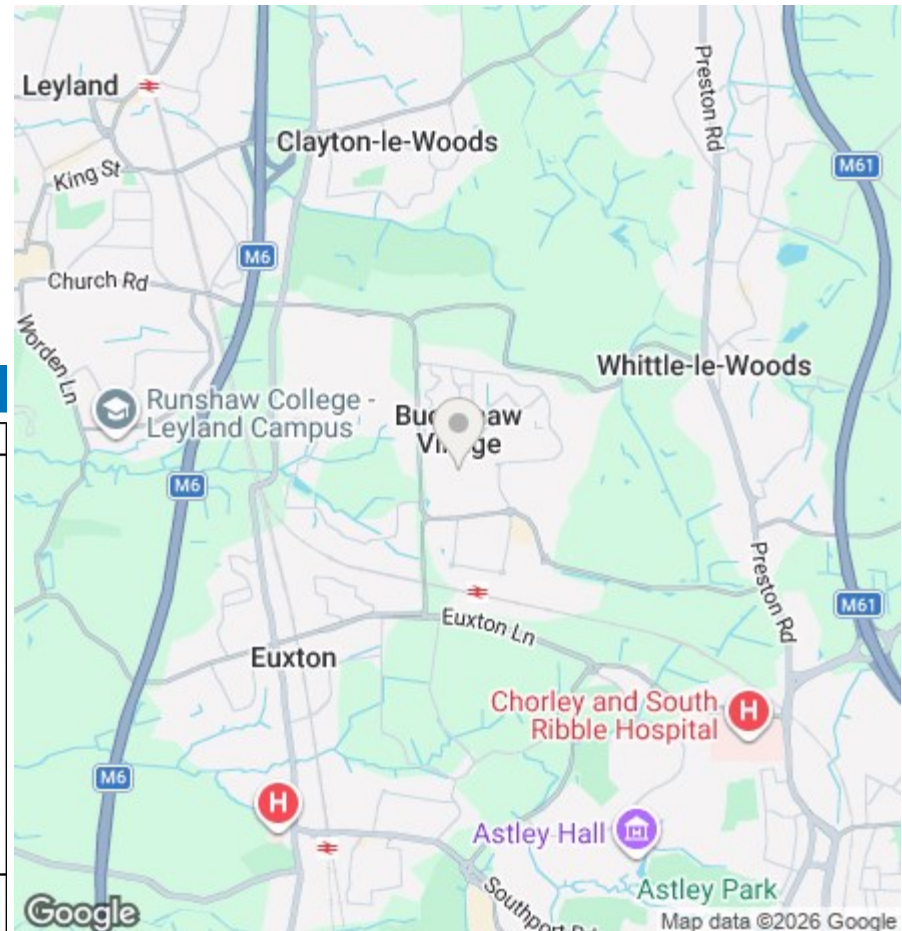 Leyland
Clayton-le-Woods
Preston Rd
M61
King St
M6
Church Rd
Worden Ln
Whittle-le-Woods
Runshaw College -
Leyland Campus
M6
Preston Rd
M61
Euxton Ln
Euxton
Chorley and South
Ribble Hospital
H
M6
H
Astley Hall
Astley Park
Southport
Google
Map data ©2026 Google